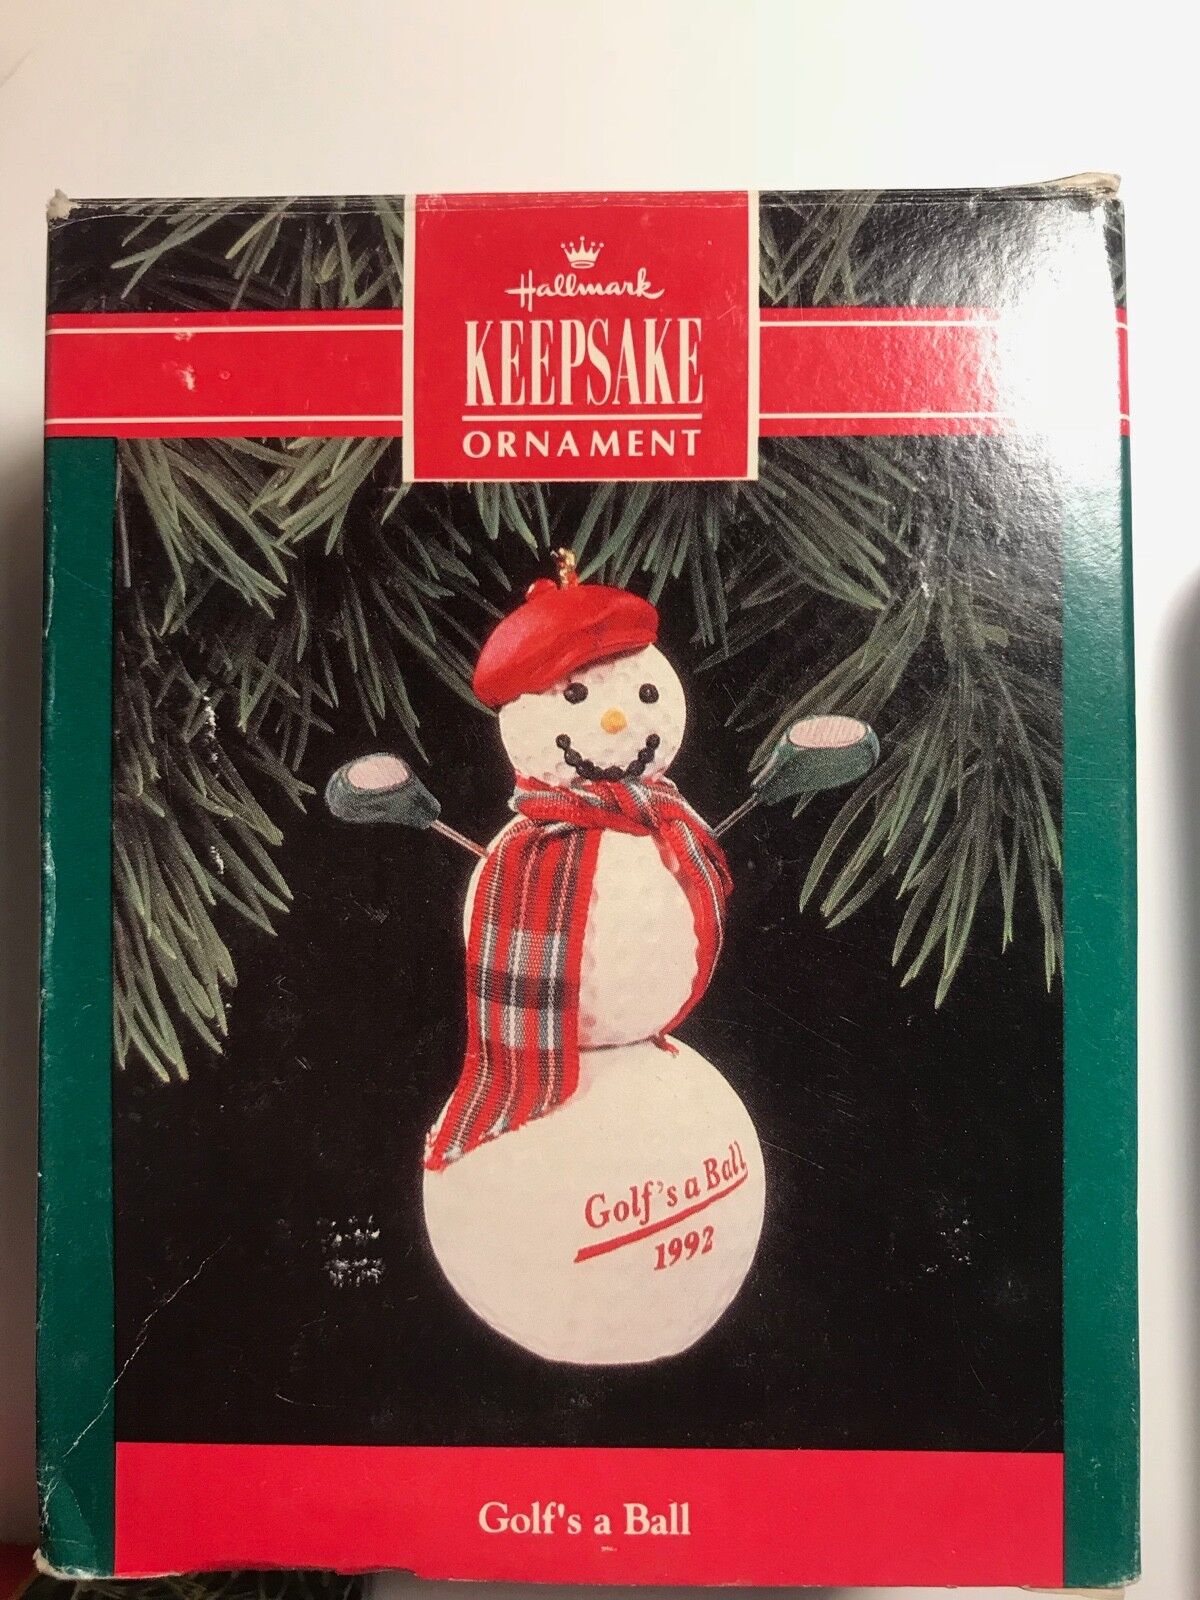 Hallmark
KEEPSAKE
ORNAMENT
Golf's a Ball
1992
Golf's a Ball